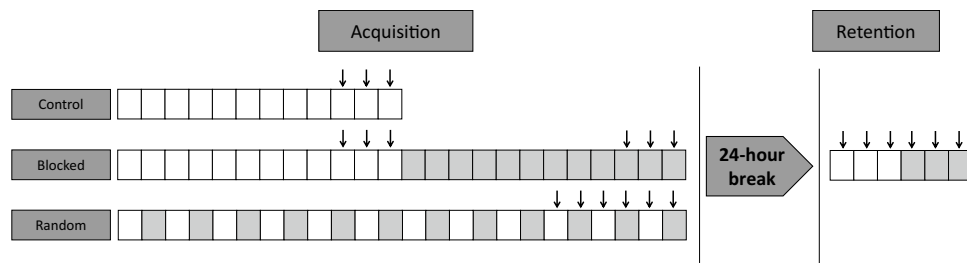 Acquisition
Retention
Control
Blocked
24-hour
break
Random